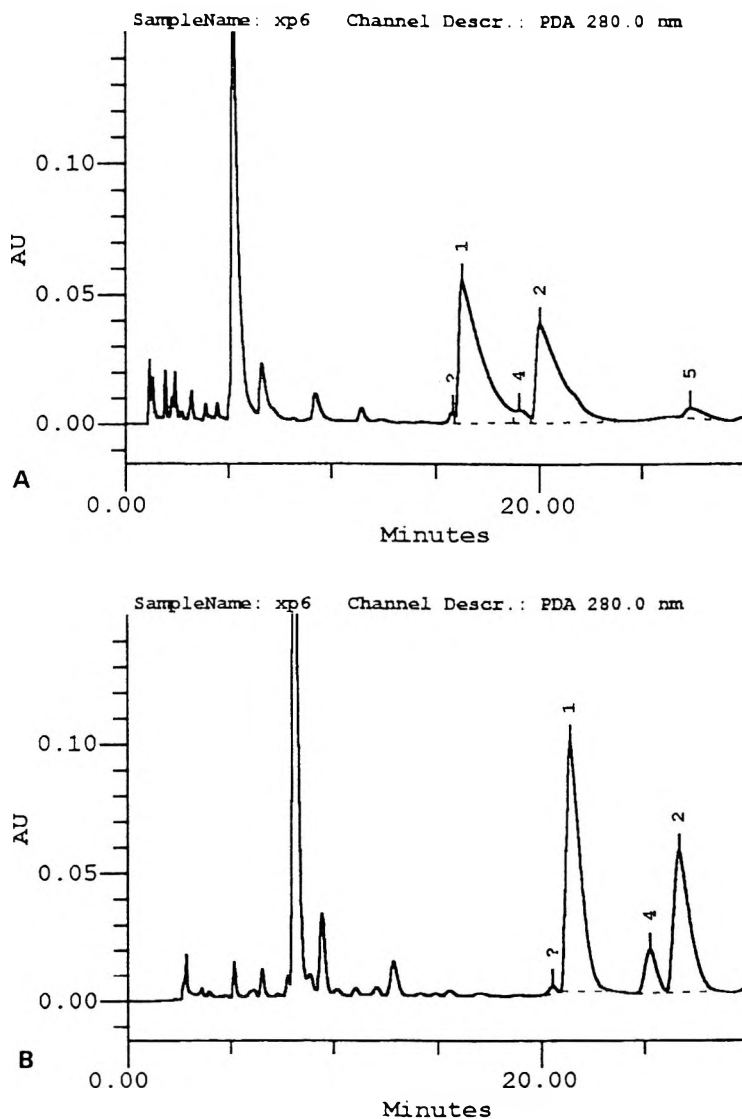 SampleName: xp6 Channel Descr.: PDA 280.0 nm
0.10
0.05
0.00
AU
? 1 4 2 5
A
0.00 20.00
Minutes
SampleName: xp6 Channel Descr.: PDA 280.0 nm
0.10
0.05
0.00
AU
? 1 4 2
B
0.00 20.00
Minutes